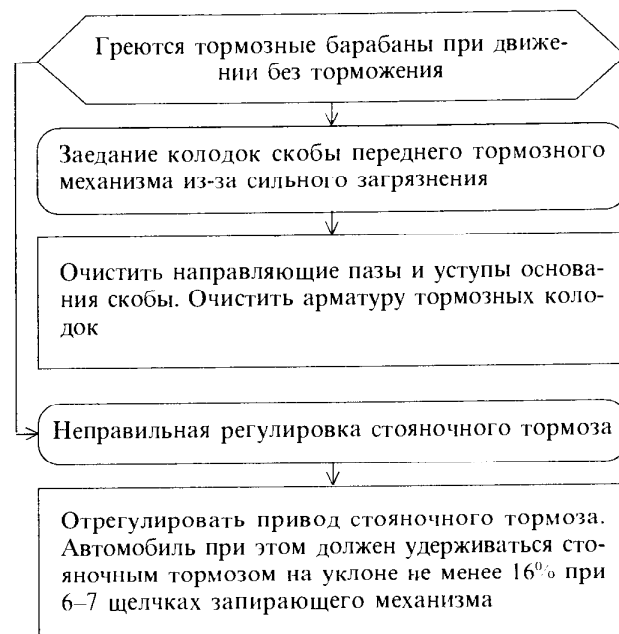 Греются тормозные барабаны при движе-
нии без торможения
Заедание колодок скобы переднего тормозного
механизма из-за сильного загрязнения
Очистить направляющие пазы и уступы основа-
ния скобы. Очистить арматуру тормозных коло-
док
Неправильная регулировка стояночного тормоза
Отрегулировать привод стояночного тормоза.
Автомобиль при этом должен удерживаться сто-
яночным тормозом на уклоне не менее 16% при
6–7 щелчках запирающего механизма